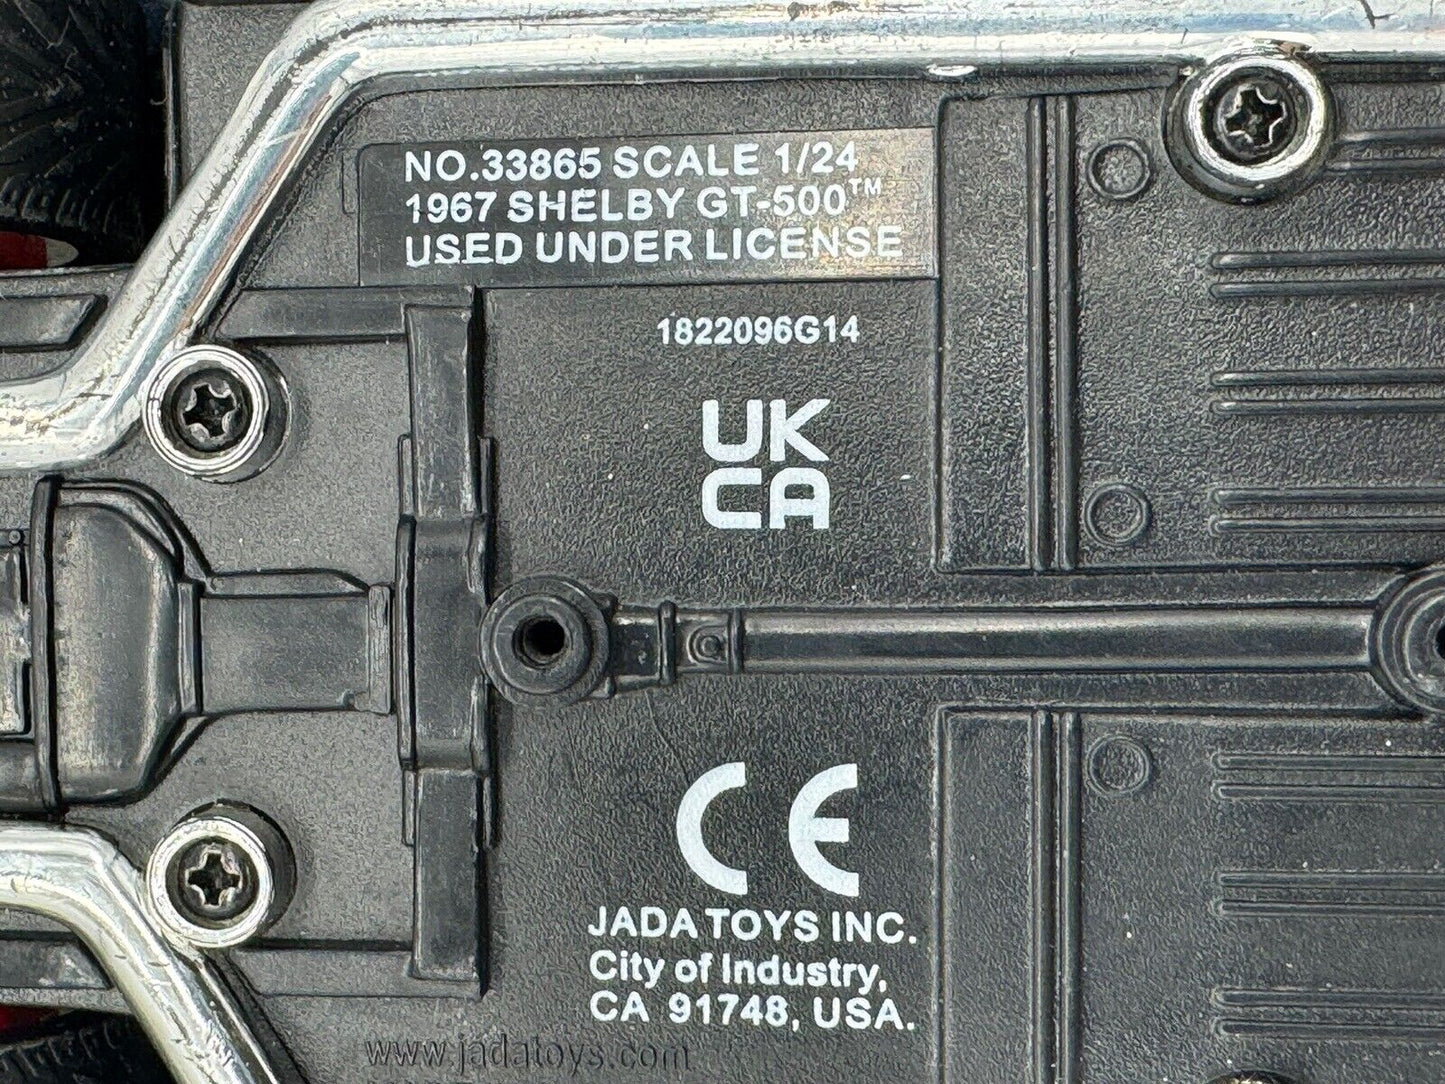 NO.33865 SCALE 1/24
1967 SHELBY GT-500™
USED UNDER LICENSE
1822096G14
UK
CA
CE
JADA TOYS INC.
City of Industry,
CA 91748, USA.
www.jadatoys.com